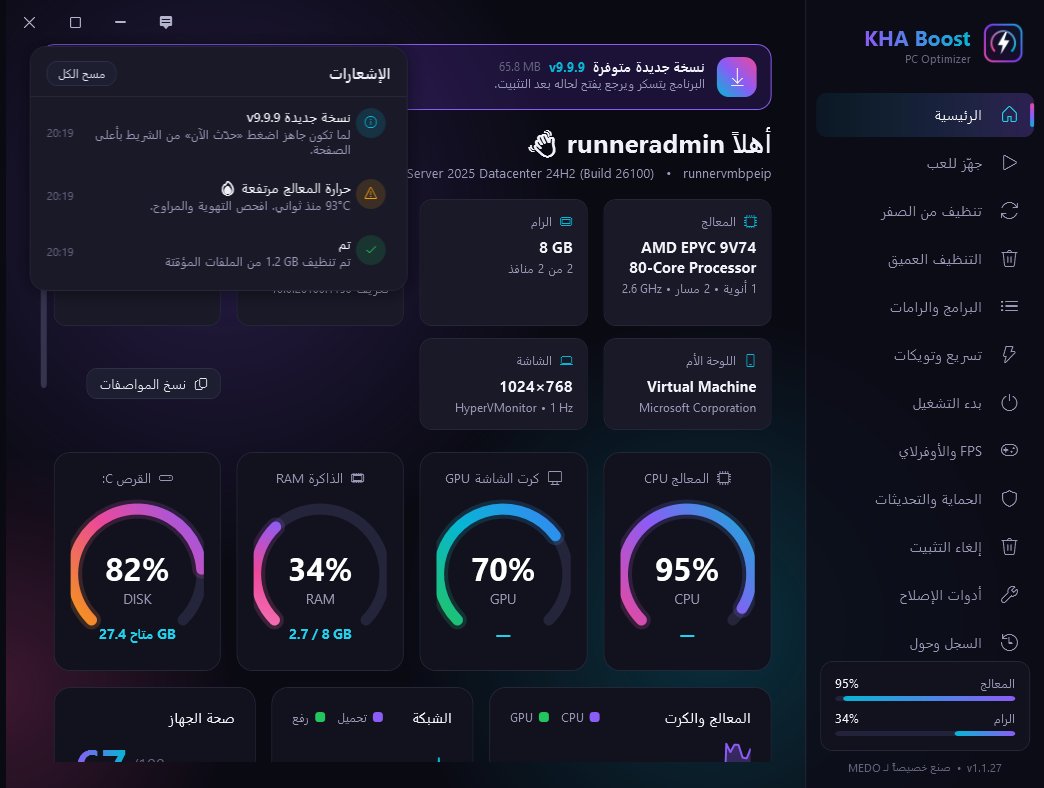 KHA Boost
PC Optimizer
الرئيسية
جهّز للعب
تنظيف من الصفر
التنظيف العميق
البرامج والرامات
تسريع وتويكات
بدء التشغيل
FPS والأوفرلاي
الحماية والتحديثات
إلغاء التثبيت
أدوات الإصلاح
السجل وحول
المعالج 95%
الرام 34%
v1.1.27 • صنع خصيصاً لـ MEDO
نسخة جديدة متوفرة v9.9.9 65.8 MB
البرنامج يتسكر ويرجع يفتح لحاله بعد التثبيت.
الإشعارات
مسح الكل
نسخة جديدة v9.9.9
لما تكون جاهز اضغط «حدّث الآن» من الشريط بأعلى الصفحة.
20:19
حرارة المعالج مرتفعة
93°C منذ ثواني. افحص التهوية والمراوح.
20:19
تم
تم تنظيف 1.2 GB من الملفات المؤقتة
20:19
أهلاً runneradmin
runnervmbpeip • Server 2025 Datacenter 24H2 (Build 26100)
المعالج
AMD EPYC 9V74
80-Core Processor
1 أنوية • 2 مسار • 2.6 GHz
الرام
8 GB
2 من 2 منافذ
اللوحة الأم
Virtual Machine
Microsoft Corporation
الشاشة
1024×768
HyperVMonitor • 1 Hz
نسخ المواصفات
المعالج CPU
95%
CPU
—
كرت الشاشة GPU
70%
GPU
—
الذاكرة RAM
34%
RAM
2.7 / 8 GB
القرص C:
82%
DISK
27.4 متاح GB
المعالج والكرت
CPU
GPU
الشبكة
تحميل
رفع
صحة الجهاز